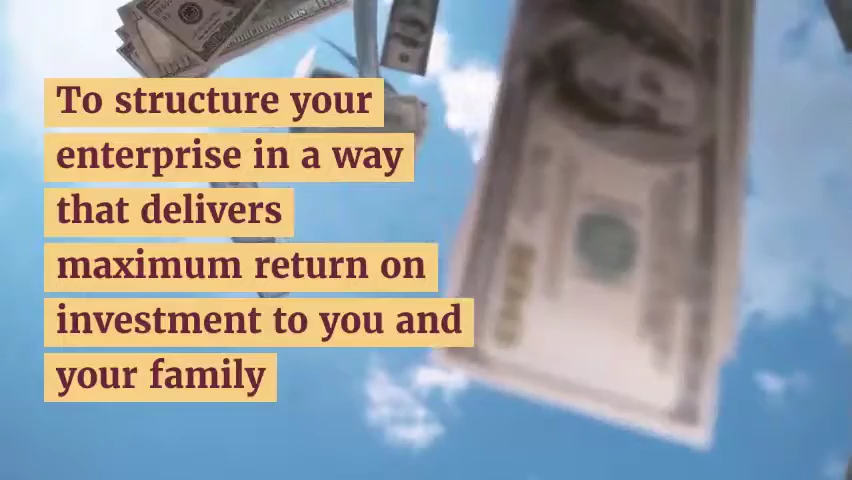 To structure your
enterprise in a way
that delivers
maximum return on
investment to you and
your family